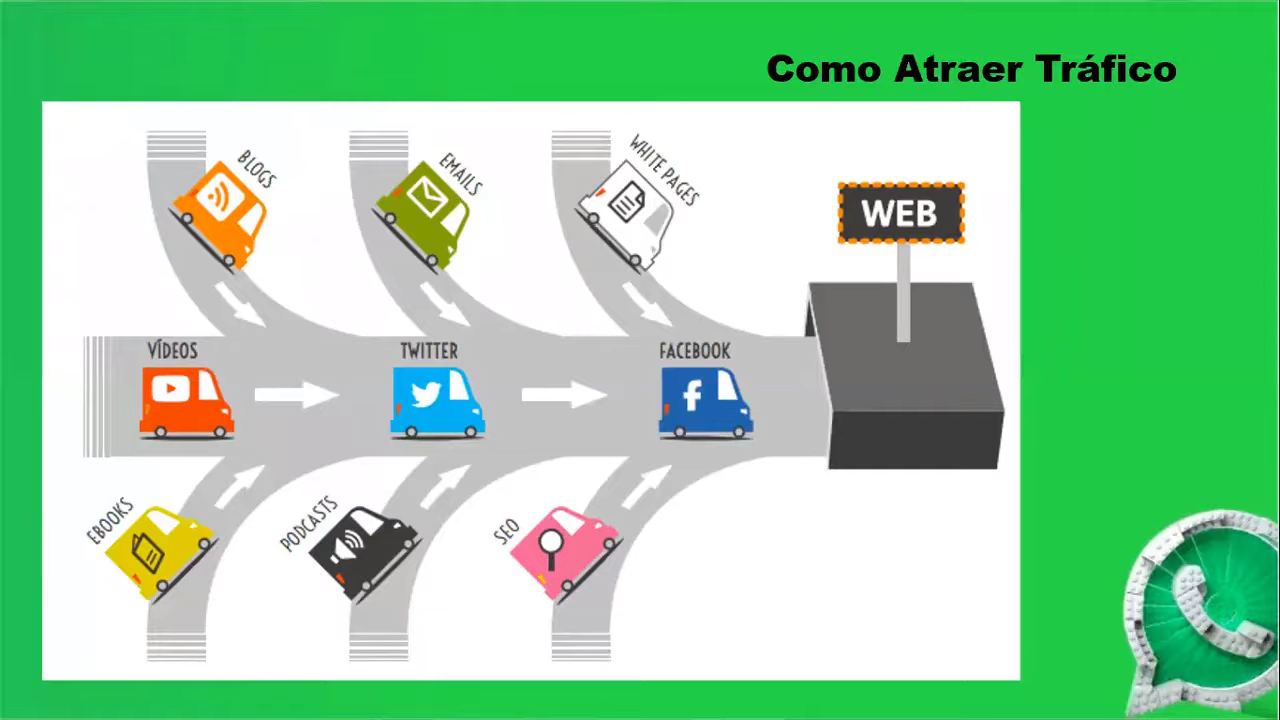 Como Atraer Tráfico
BLOGS
EMAILS
WHITE PAGES
WEB
VÍDEOS
TWITTER
FACEBOOK
EBOOKS
PODCASTS
SEO